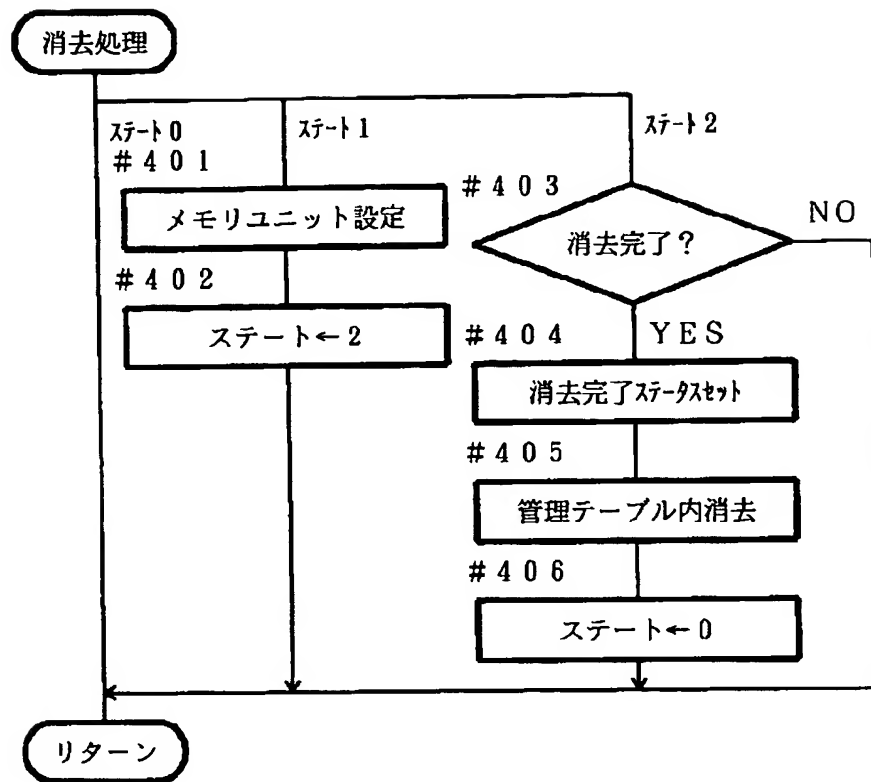 消去処理
ステート0
ステート1
ステート2
#401
メモリユニット設定
#402
ステート←2
#403
消去完了?
NO
YES
#404
消去完了ステータスセット
#405
管理テーブル内消去
#406
ステート←0
リターン